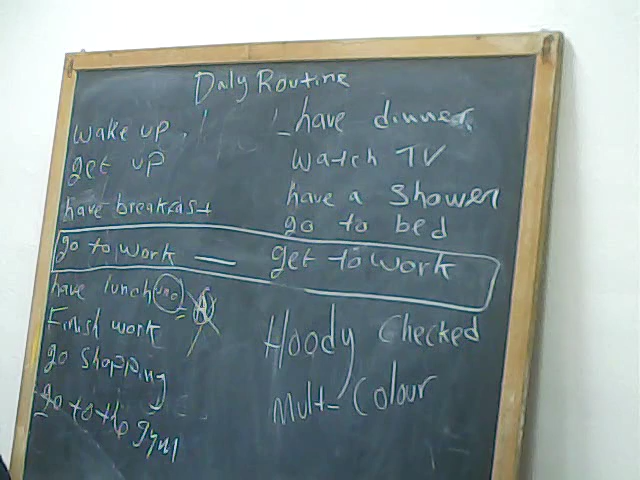 Daly Routine
wake up.
get up
have breakfast
go to work — get to work
have lunch
Finish work
go shopping
go to the gym
have dinner
watch TV
have a shower
go to bed
Hoody Checked
Mult-Colour